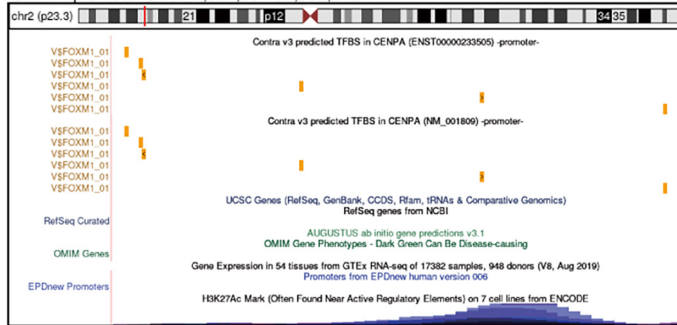 chr2 (p23.3) 21 p12 34 35
Contra v3 predicted TFBS in CENPA (ENST00000233505) -promoter-
V$FOXM1_01
V$FOXM1_01
V$FOXM1_01
V$FOXM1_01
V$FOXM1_01
V$FOXM1_01
Contra v3 predicted TFBS in CENPA (NM_001809) -promoter-
V$FOXM1_01
V$FOXM1_01
V$FOXM1_01
V$FOXM1_01
V$FOXM1_01
V$FOXM1_01
UCSC Genes (RefSeq, GenBank, CCDS, Rfam, tRNAs & Comparative Genomics)
RefSeq genes from NCBI
RefSeq Curated
AUGUSTUS ab initio gene predictions v3.1
OMIM Gene Phenotypes - Dark Green Can Be Disease-causing
OMIM Genes
Gene Expression in 54 tissues from GTEx RNA-seq of 17382 samples, 948 donors (V8, Aug 2019)
Promoters from EPDnew human version 006
EPDnew Promoters
H3K27Ac Mark (Often Found Near Active Regulatory Elements) on 7 cell lines from ENCODE